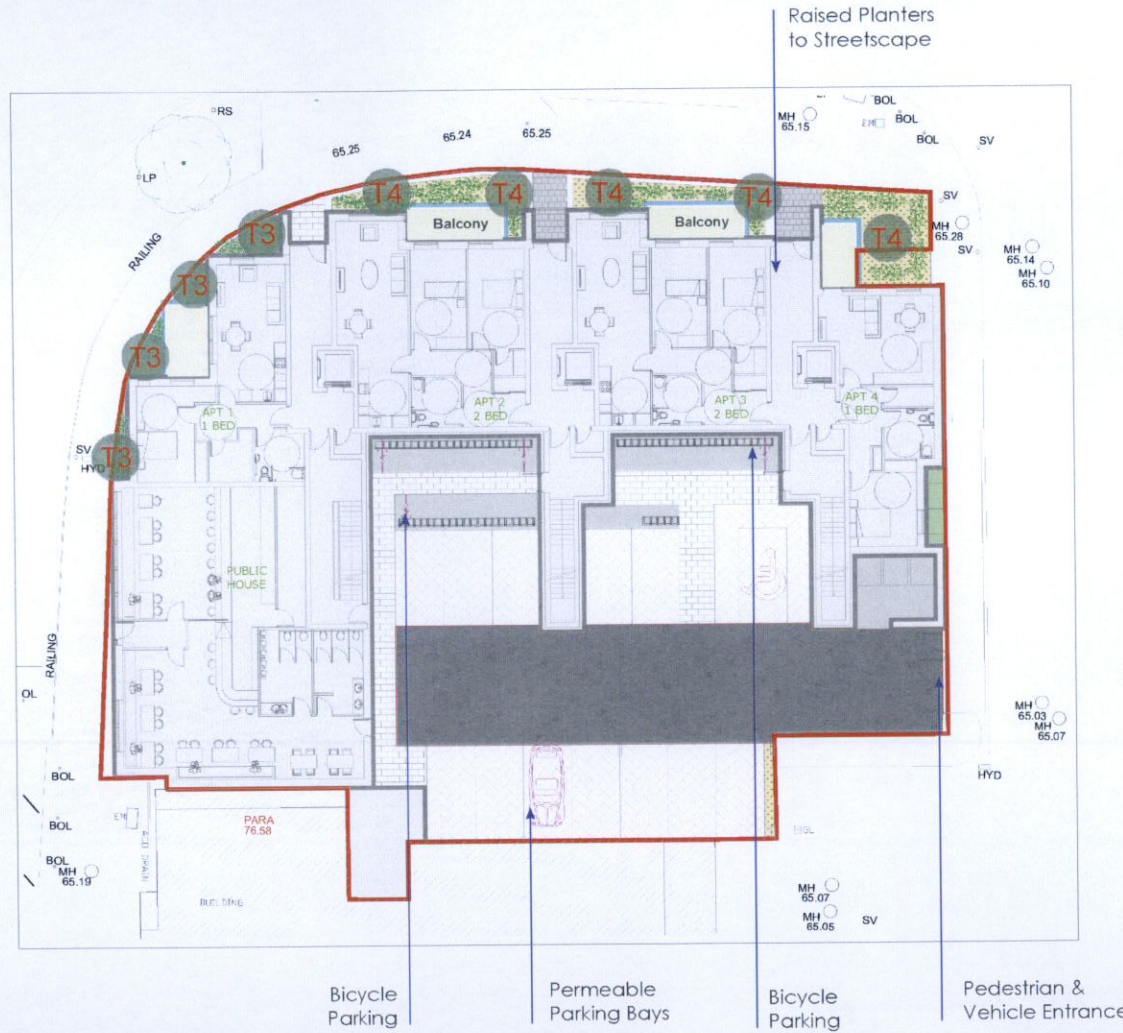 Raised Planters
to Streetscape
RS
BOL
MH
65.15
BOL
65.25
65.24
65.25
BOL
SV
LP
T4
T4
T4
T4
SV
Balcony
Balcony
MH
65.28
T3
T4
SV
MH
65.14
MH
65.10
RAILING
T3
T3
APT 1
1 BED
APT 2
2 BED
APT 3
2 BED
APT 4
1 BED
SV
HYD
T3
PUBLIC
HOUSE
RAILING
OL
MH
65.03
MH
65.07
BOL
HYD
PARA
76.58
BOL
BOL
MH
65.19
BUILDING
MH
65.07
MH
65.05
SV
Bicycle
Parking
Permeable
Parking Bays
Bicycle
Parking
Pedestrian &
Vehicle Entrance